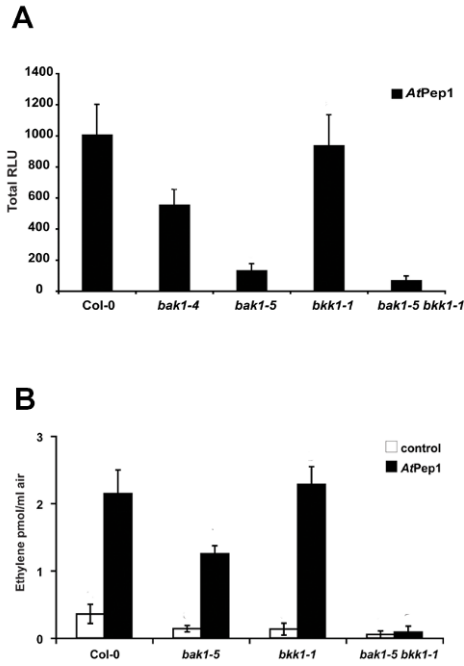 A
1400
1200
1000
800
600
400
200
0
Total RLU
AtPep1
Col-0 bak1-4 bak1-5 bkk1-1 bak1-5 bkk1-1
B
3
2
1
0
Ethylene pmol/ml air
control
AtPep1
Col-0 bak1-5 bkk1-1 bak1-5 bkk1-1